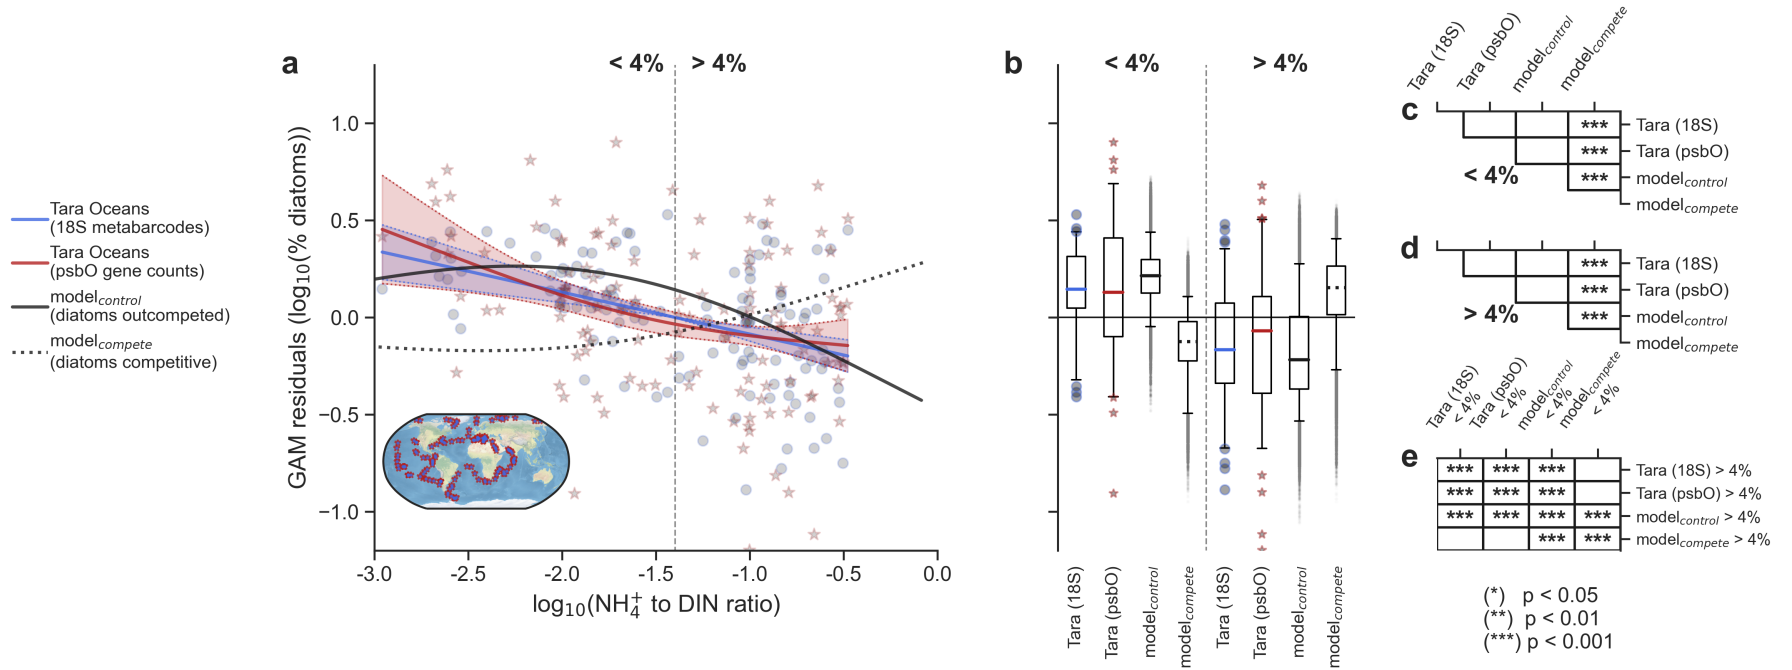 Tara Oceans
(18S metabarcodes)
Tara Oceans
(psbO gene counts)
model_control
(diatoms outcompeted)
model_compete
(diatoms competitive)
a
< 4%
> 4%
GAM residuals (log₁₀(% diatoms))
1.0
0.5
0.0
−0.5
−1.0
-3.0
-2.5
-2.0
-1.5
-1.0
-0.5
0.0
log₁₀(NH₄⁺ to DIN ratio)
b
< 4%
> 4%
Tara (18S)
Tara (psbO)
model_control
model_compete
Tara (18S)
Tara (psbO)
model_control
model_compete
Tara (18S)
Tara (psbO)
model_control
model_compete
c
*** Tara (18S)
*** Tara (psbO)
< 4% *** model_control
model_compete
d
*** Tara (18S)
*** Tara (psbO)
> 4% *** model_control
model_compete
Tara (18S)
< 4%
Tara (psbO)
< 4%
model_control
< 4%
model_compete
< 4%
e
*** *** *** Tara (18S) > 4%
*** *** *** Tara (psbO) > 4%
*** *** *** *** model_control > 4%
*** *** model_compete > 4%
(*) p < 0.05
(**) p < 0.01
(***) p < 0.001